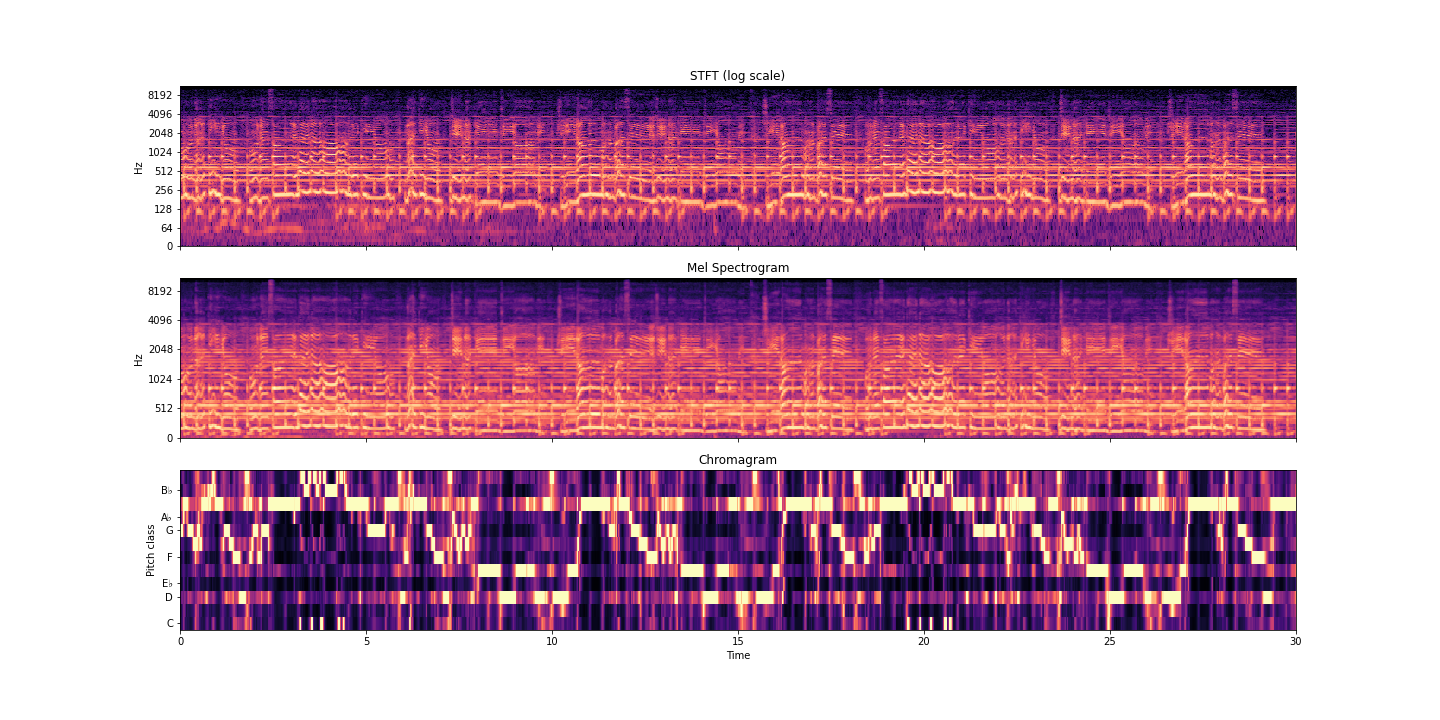 STFT (log scale)
8192
4096
2048
1024
512
256
128
64
0
Hz
Mel Spectrogram
8192
4096
2048
1024
512
0
Hz
Chromagram
B♭
A♭
G
F
E♭
D
C
Pitch class
0 5 10 15 20 25 30
Time